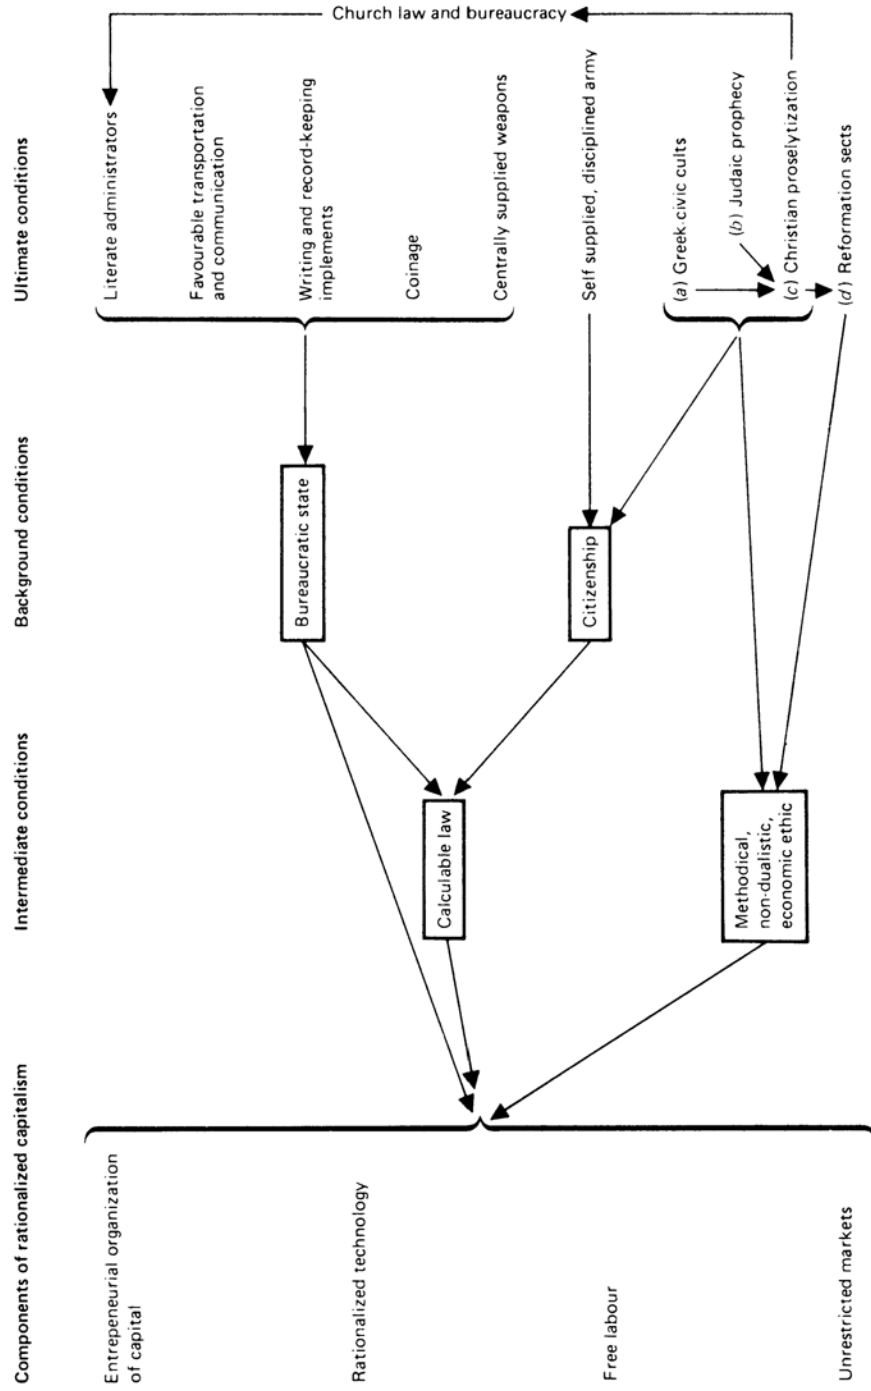 Components of rationalized capitalism
Intermediate conditions
Background conditions
Ultimate conditions
Entrepeneurial organization
of capital
Rationalized technology
Free labour
Unrestricted markets
Calculable law
Methodical,
non-dualistic,
economic ethic
Bureaucratic state
Citizenship
Literate administrators
Favourable transportation
and communication
Writing and record-keeping
implements
Coinage
Centrally supplied weapons
Self supplied, disciplined army
(a) Greek civic cults
(b) Judaic prophecy
(c) Christian proselytization
(d) Reformation sects
Church law and bureaucracy